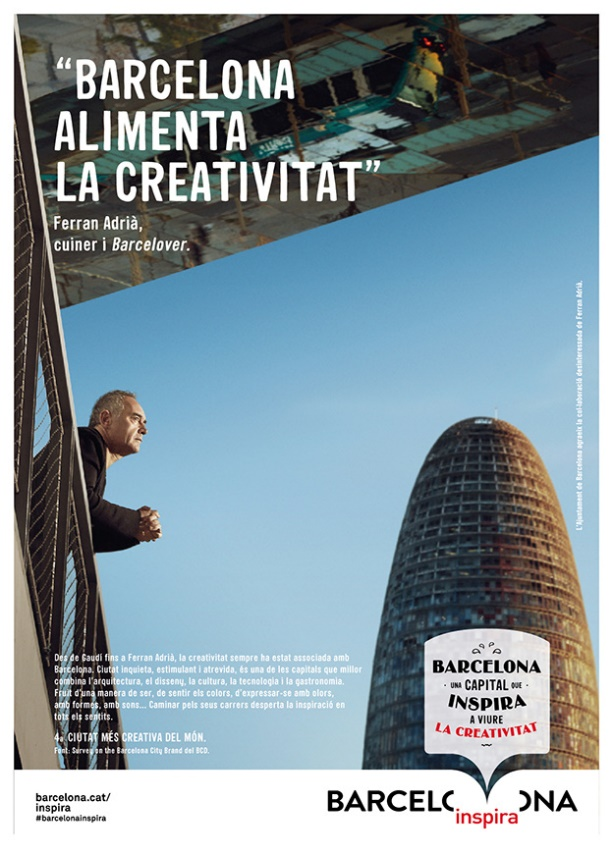 “BARCELONA
ALIMENTA
LA CREATIVITAT”
Ferran Adrià,
cuiner i Barcelover.
L'Ajuntament de Barcelona agraeix la col·laboració desinteressada de Ferran Adrià.
Des de Gaudí fins a Ferran Adrià, la creativitat sempre ha estat associada amb
Barcelona. Ciutat inquieta, estimulant i atrevida, és una de les capitals que millor
combina l'arquitectura, el disseny, la cultura, la tecnologia i la gastronomia.
Fruit d'una manera de ser, de sentir els colors, d'expressar-se amb olors,
amb formes, amb sons... Caminar pels seus carrers desperta la inspiració en
tots els sentits.
4a CIUTAT MÉS CREATIVA DEL MÓN.
Font: Survey on the Barcelona City Brand del BCD.
BARCELONA
UNA CAPITAL QUE
INSPIRA
A VIURE
LA CREATIVITAT
barcelona.cat/
inspira
#barcelonainspira
BARCELONA
inspira